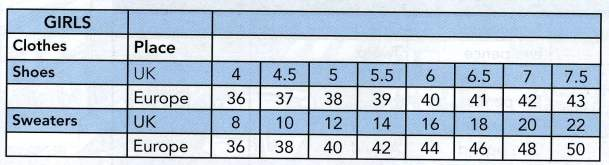 GIRLS
Clothes Place
Shoes UK 4 4.5 5 5.5 6 6.5 7 7.5
Europe 36 37 38 39 40 41 42 43
Sweaters UK 8 10 12 14 16 18 20 22
Europe 36 38 40 42 44 46 48 50